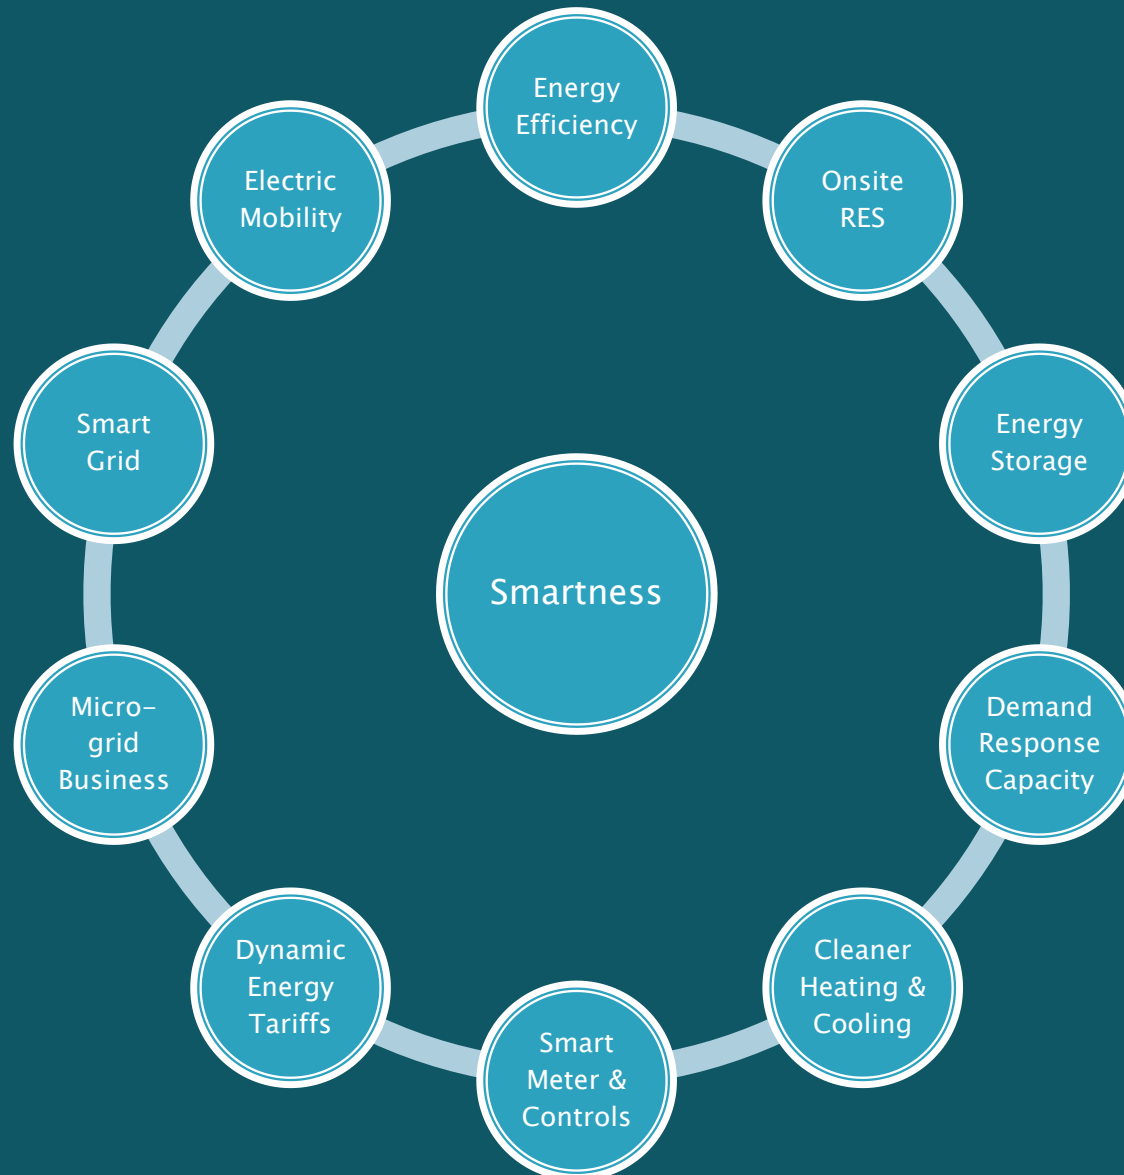 Energy
Efficiency
Onsite
RES
Energy
Storage
Demand
Response
Capacity
Cleaner
Heating &
Cooling
Smart
Meter &
Controls
Dynamic
Energy
Tariffs
Micro-
grid
Business
Smart
Grid
Electric
Mobility
Smartness